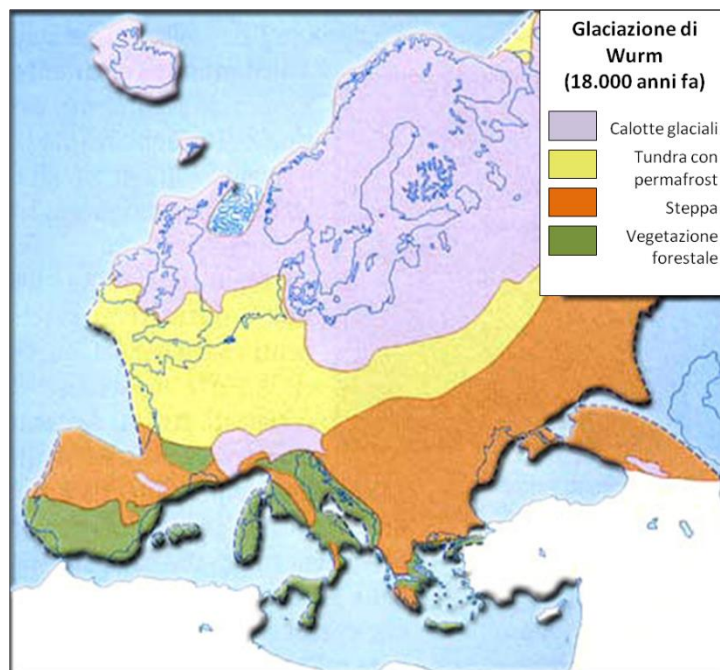 Glaciazione di
Wurm
(18.000 anni fa)
Calotte glaciali
Tundra con
permafrost
Steppa
Vegetazione
forestale